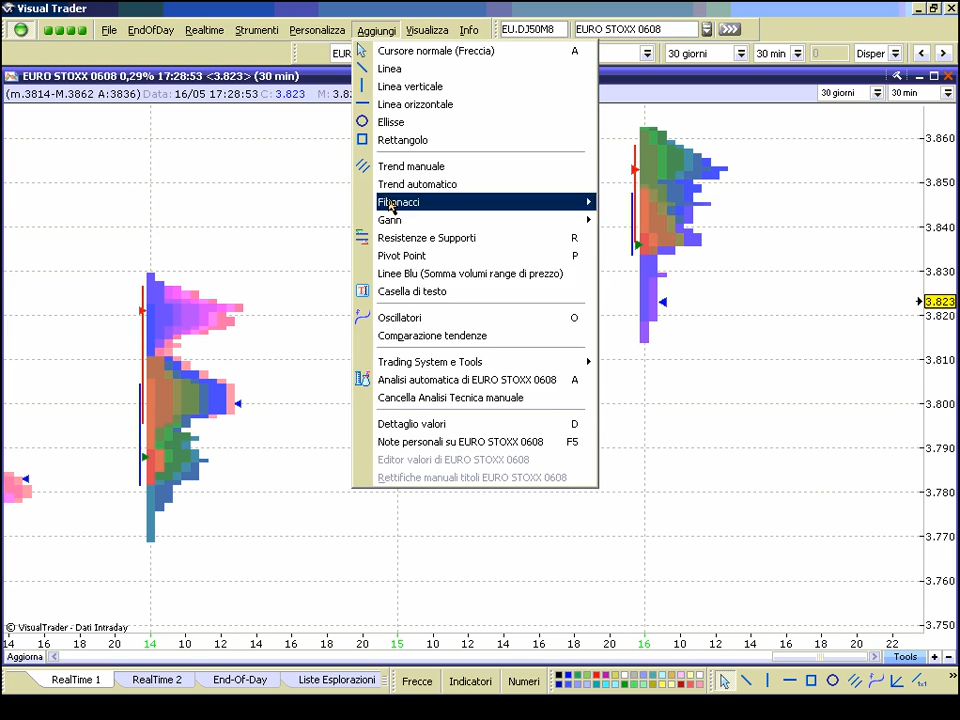 Visual Trader
File EndOfDay Realtime Strumenti Personalizza Aggiungi Visualizza Info EU.DJ50M8 EURO STOXX 0608
EUR 30 giorni 30 min 0 Disper
EURO STOXX 0608 0,29% 17:28:53 <3.823> (30 min)
(m.3814-M.3862 A:3836) Data: 16/05 17:28:53 C: 3.823 M: 3.8 30 giorni 30 min
Cursore normale (Freccia) A
Linea
Linea verticale
Linea orizzontale
Ellisse
Rettangolo
Trend manuale
Trend automatico
Fibonacci
Gann
Resistenze e Supporti R
Pivot Point P
Linee Blu (Somma volumi range di prezzo)
Casella di testo
Oscillatori O
Comparazione tendenze
Trading System e Tools
Analisi automatica di EURO STOXX 0608 A
Cancella Analisi Tecnica manuale
Dettaglio valori D
Note personali su EURO STOXX 0608 F5
Editor valori di EURO STOXX 0608
Rettifiche manuali titoli EURO STOXX 0608
3.860
3.850
3.840
3.830
3.823
3.820
3.810
3.800
3.790
3.780
3.770
3.760
3.750
© VisualTrader - Dati Intraday
14 16 18 20 22 14 10 12 14 16 18 20 22 15 10 12 14 16 18 20 22 16 10 12 14 16 18 20 22
Aggiorna Tools
RealTime 1 RealTime 2 End-Of-Day Liste Esplorazioni Frecce Indicatori Numeri